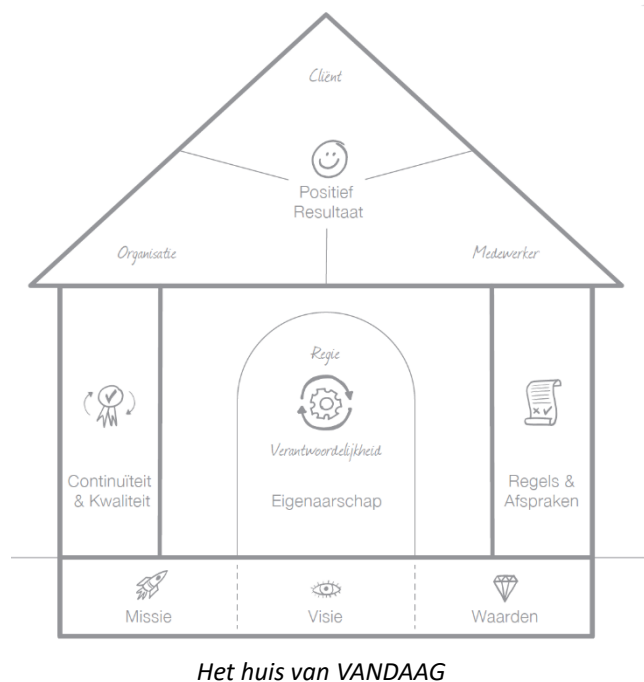 Cliënt
Positief
Resultaat
Organisatie
Medewerker
Regie
Verantwoordelijkheid
Eigenaarschap
Continuïteit
& Kwaliteit
Regels &
Afspraken
Missie
Visie
Waarden
Het huis van VANDAAG